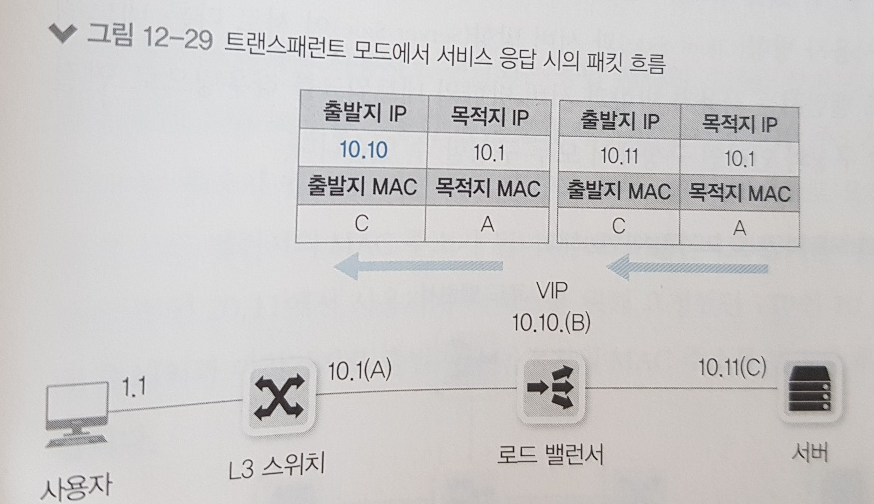 그림 12-29 트랜스패런트 모드에서 서비스 응답 시의 패킷 흐름
출발지 IP 목적지 IP 출발지 IP 목적지 IP
10.10 10.1 10.11 10.1
출발지 MAC 목적지 MAC 출발지 MAC 목적지 MAC
C A C A
VIP
10.10.(B)
1.1 10.1(A) 10.11(C)
사용자 L3 스위치 로드 밸런서 서버